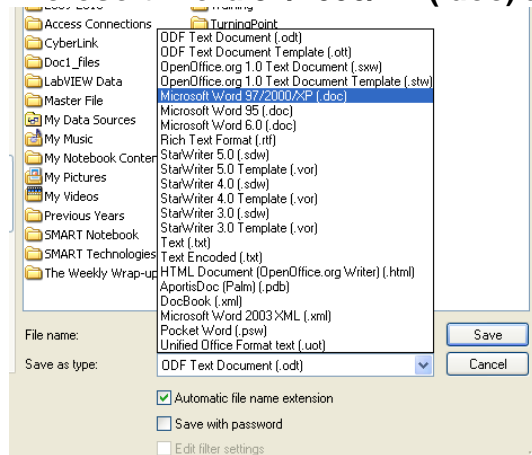 Training
Access Connections
TurningPoint
CyberLink
Doc1_files
LabVIEW Data
Master File
My Data Sources
My Music
My Notebook Conten
My Pictures
My Videos
Previous Years
SMART Notebook
SMART Technologies
The Weekly Wrap-up
ODF Text Document (.odt)
ODF Text Document Template (.ott)
OpenOffice.org 1.0 Text Document (.sxw)
OpenOffice.org 1.0 Text Document Template (.stw)
Microsoft Word 97/2000/XP (.doc)
Microsoft Word 95 (.doc)
Microsoft Word 6.0 (.doc)
Rich Text Format (.rtf)
StarWriter 5.0 (.sdw)
StarWriter 5.0 Template (.vor)
StarWriter 4.0 (.sdw)
StarWriter 4.0 Template (.vor)
StarWriter 3.0 (.sdw)
StarWriter 3.0 Template (.vor)
Text (.txt)
Text Encoded (.txt)
HTML Document (OpenOffice.org Writer) (.html)
AportisDoc (Palm) (.pdb)
DocBook (.xml)
Microsoft Word 2003 XML (.xml)
Pocket Word (.psw)
Unified Office Format text (.uot)
File name:
Save
Save as type:
ODF Text Document (.odt)
Cancel
Automatic file name extension
Save with password
Edit filter settings